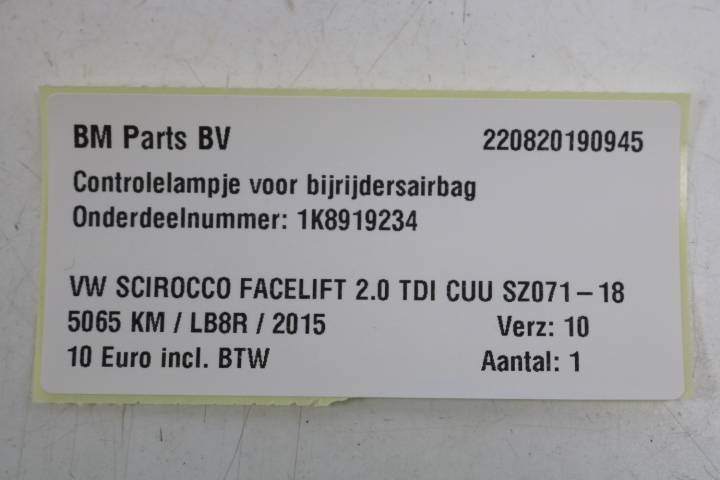 BM Parts BV 220820190945
Controlelampje voor bijrijdersairbag
Onderdeelnummer: 1K8919234
VW SCIROCCO FACELIFT 2.0 TDI CUU SZ071-18
5065 KM / LB8R / 2015 Verz: 10
10 Euro incl. BTW Aantal: 1